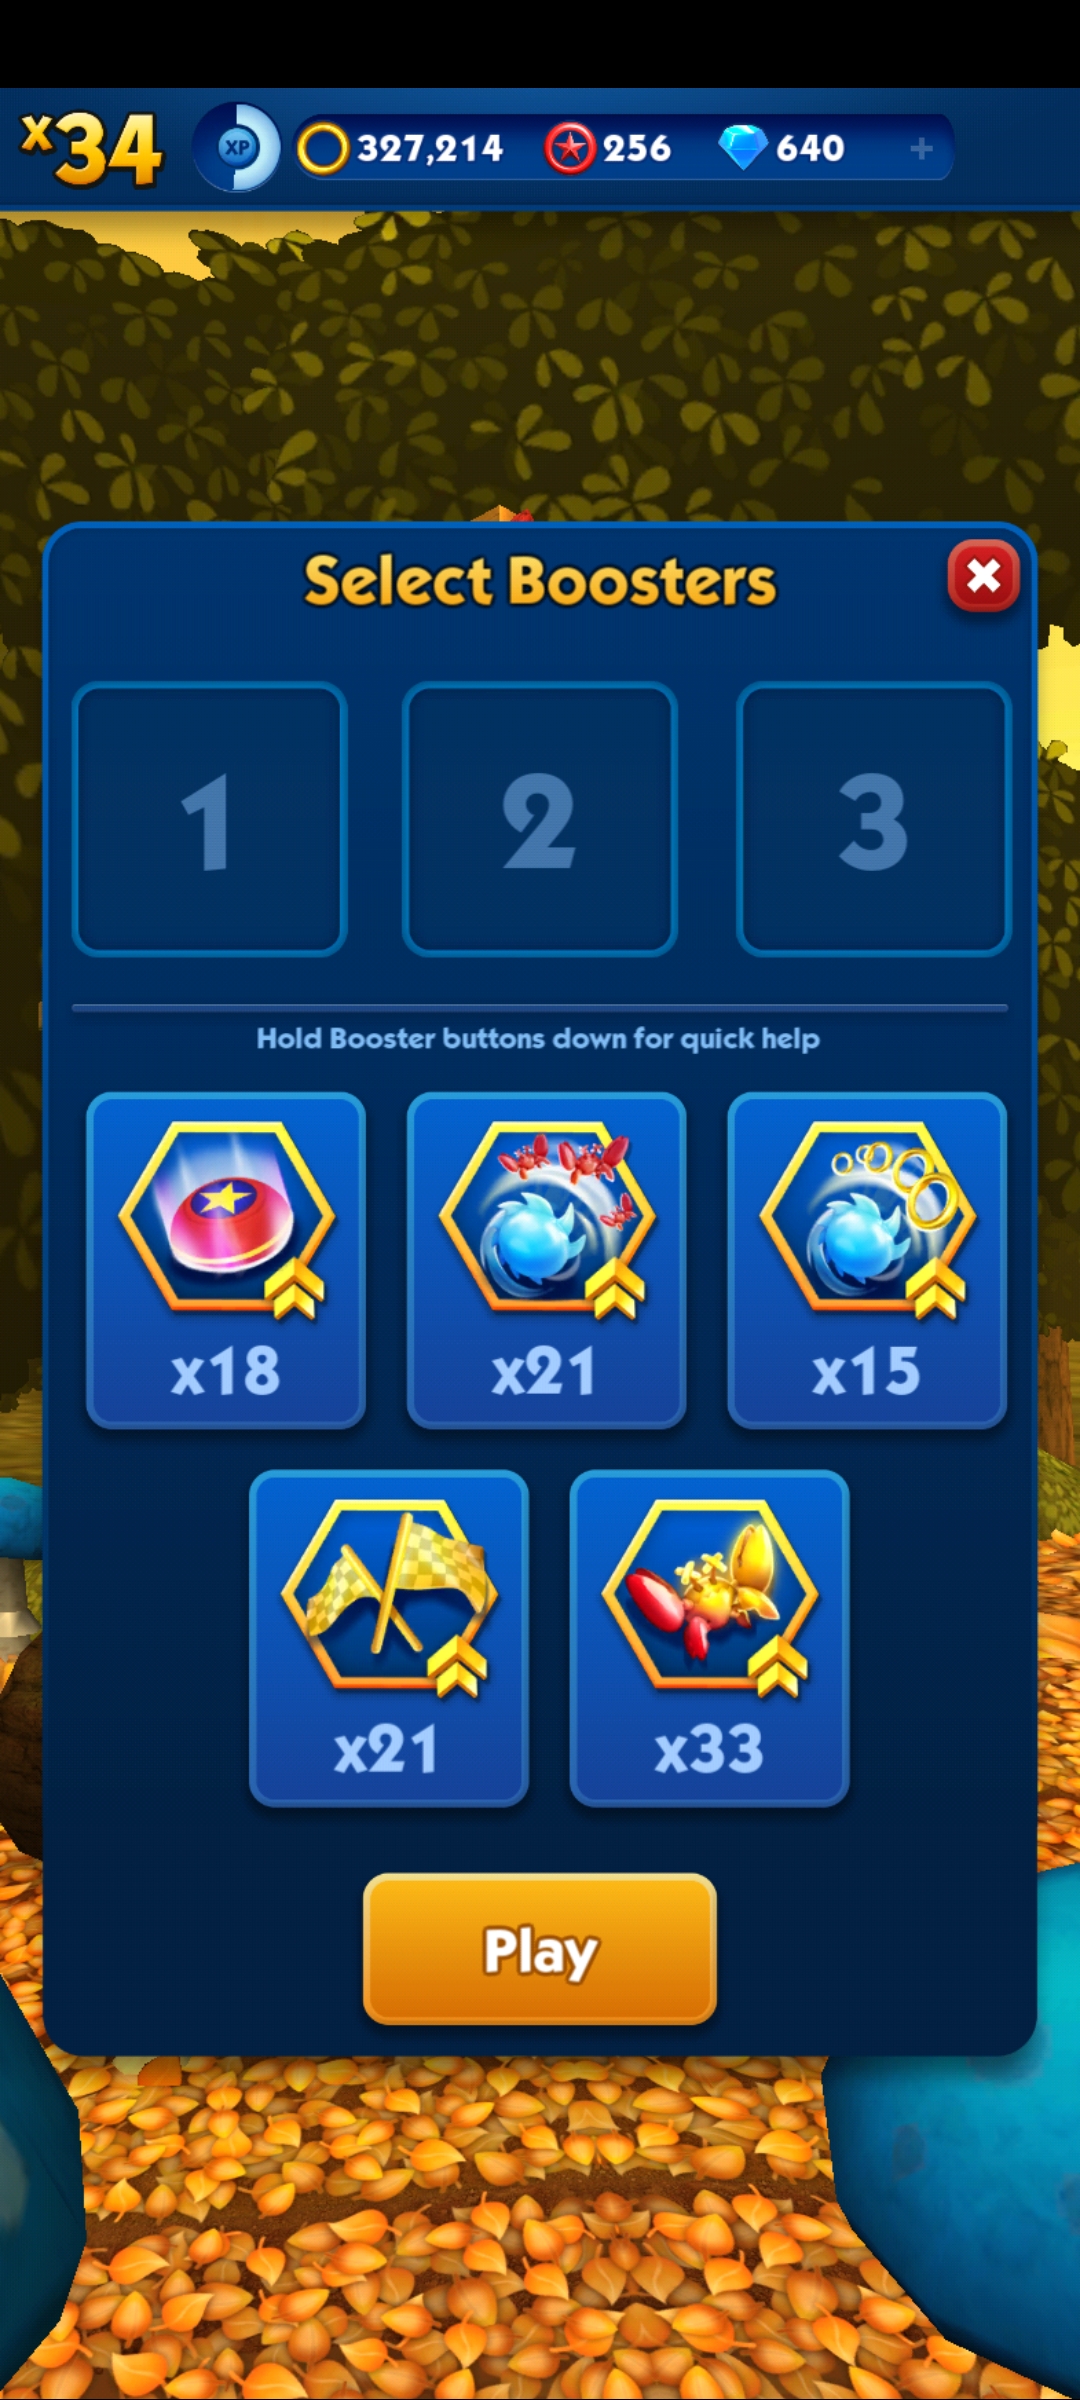 x34 XP 327,214 256 640 +
Select Boosters
1 2 3
Hold Booster buttons down for quick help
x18 x21 x15
x21 x33
Play